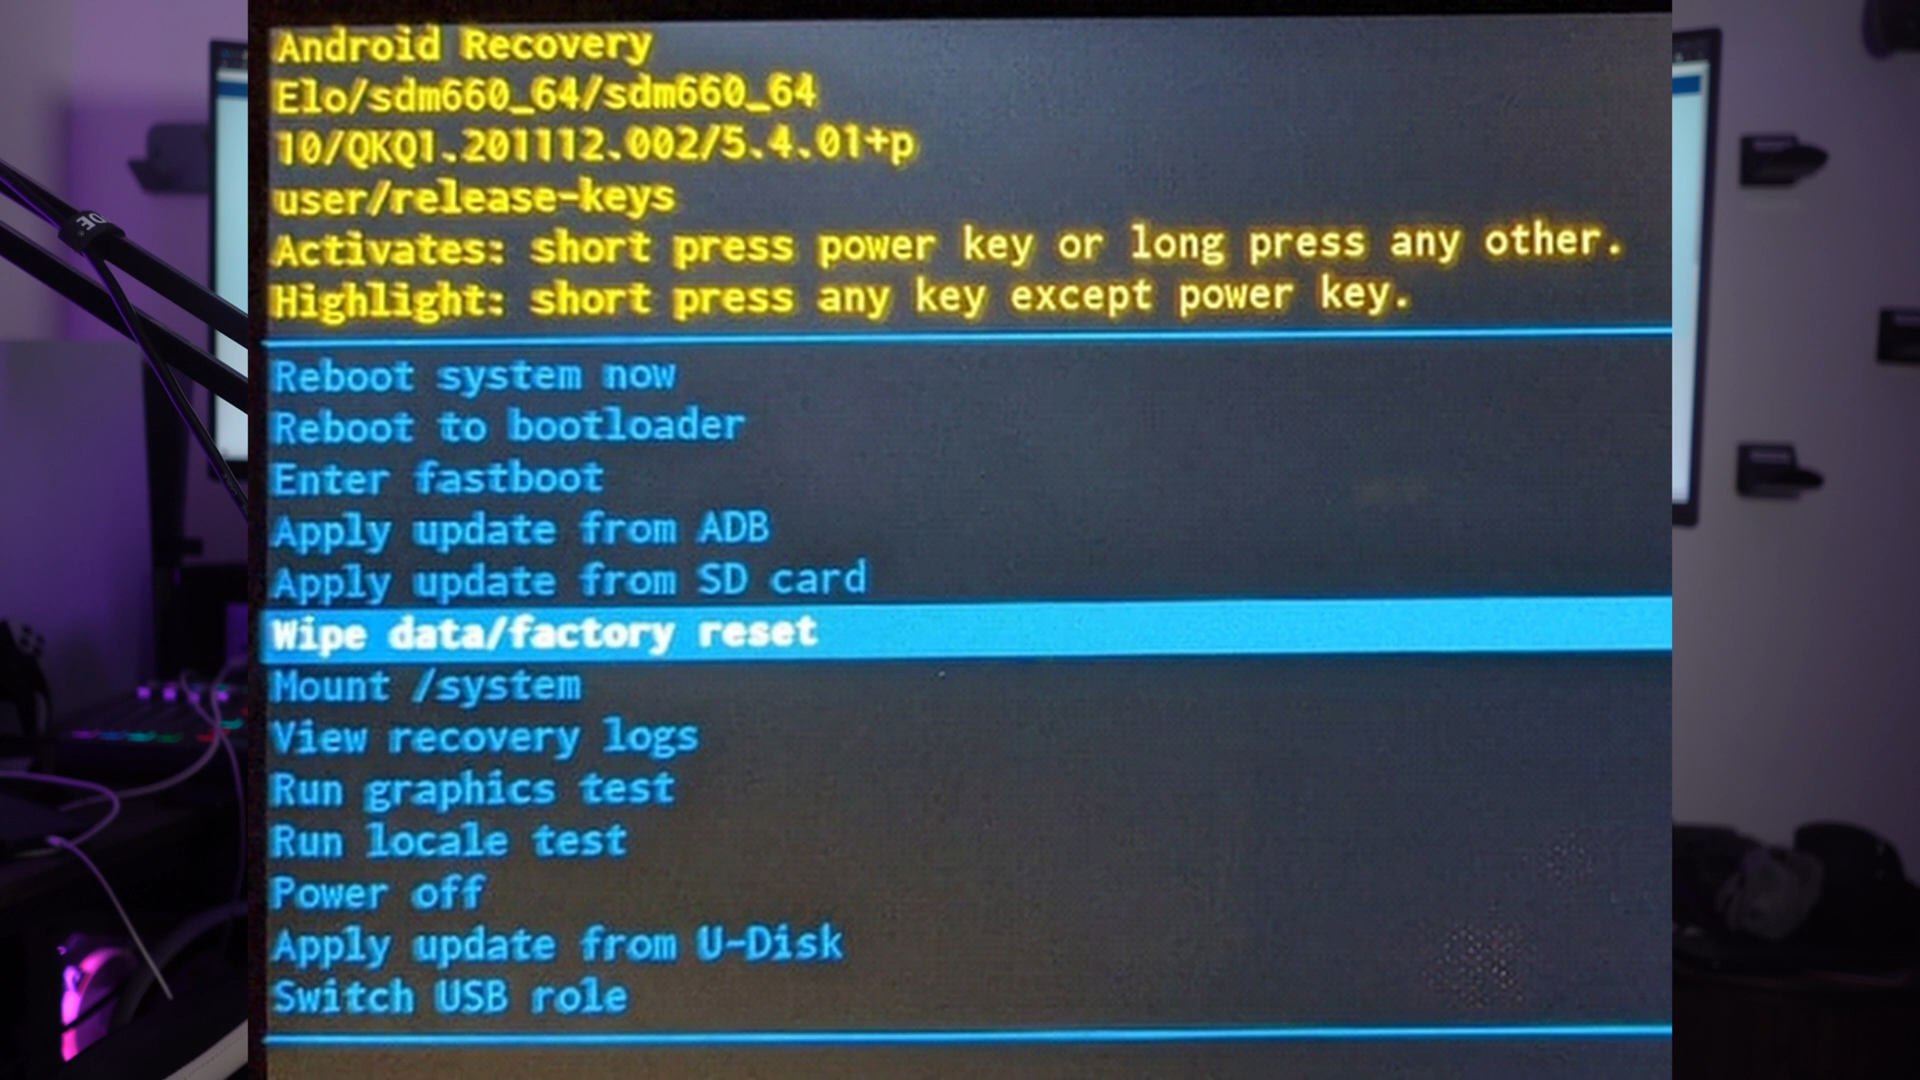 Android Recovery
Elo/sdm660_64/sdm660_64
10/QKQ1.201112.002/5.4.01+p
user/release-keys
Activates: short press power key or long press any other.
Highlight: short press any key except power key.
Reboot system now
Reboot to bootloader
Enter fastboot
Apply update from ADB
Apply update from SD card
Wipe data/factory reset
Mount /system
View recovery logs
Run graphics test
Run locale test
Power off
Apply update from U-Disk
Switch USB role